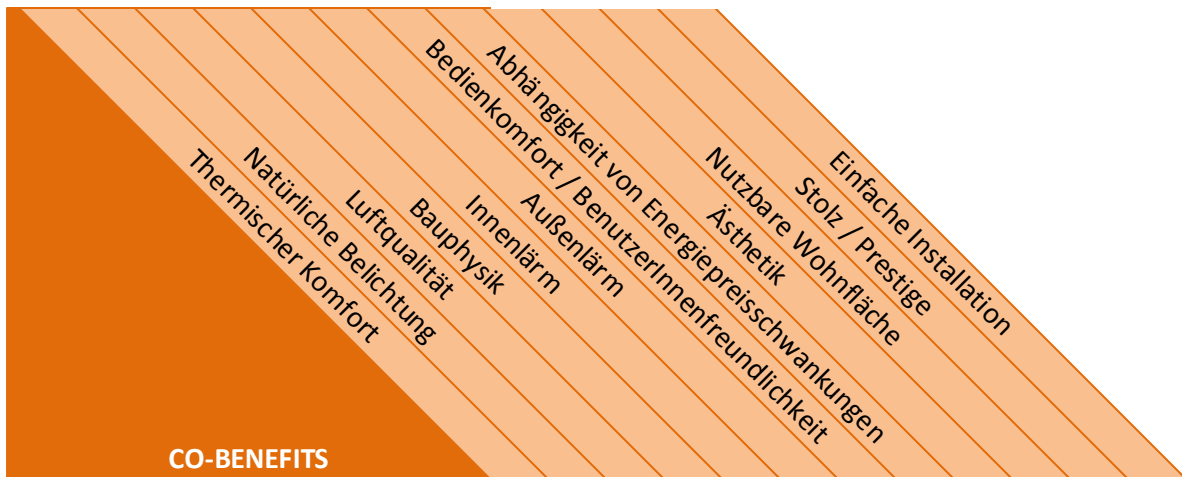 CO-BENEFITS
Thermischer Komfort
Natürliche Belichtung
Luftqualität
Bauphysik
Innenlärm
Außenlärm
Bedienkomfort / BenutzerInnenfreundlichkeit
Abhängigkeit von Energiepreisschwankungen
Ästhetik
Nutzbare Wohnfläche
Stolz / Prestige
Einfache Installation